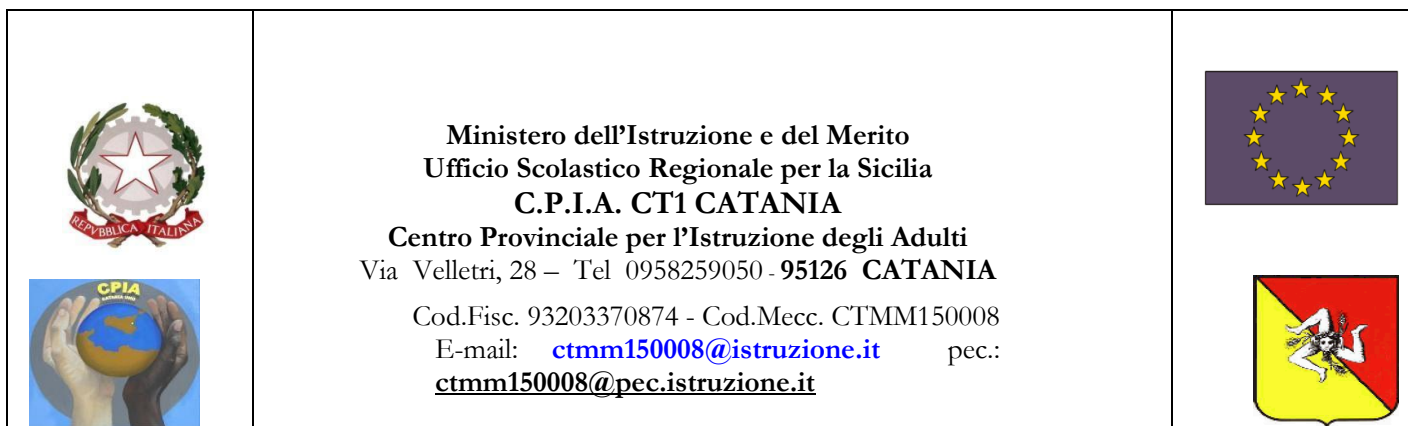 REPVBBLICA ITALIANA
CPIA
Ministero dell’Istruzione e del Merito
Ufficio Scolastico Regionale per la Sicilia
C.P.I.A. CT1 CATANIA
Centro Provinciale per l’Istruzione degli Adulti
Via Velletri, 28 – Tel 0958259050 - 95126 CATANIA
Cod.Fisc. 93203370874 - Cod.Mecc. CTMM150008
E-mail: ctmm150008@istruzione.it pec.:
ctmm150008@pec.istruzione.it